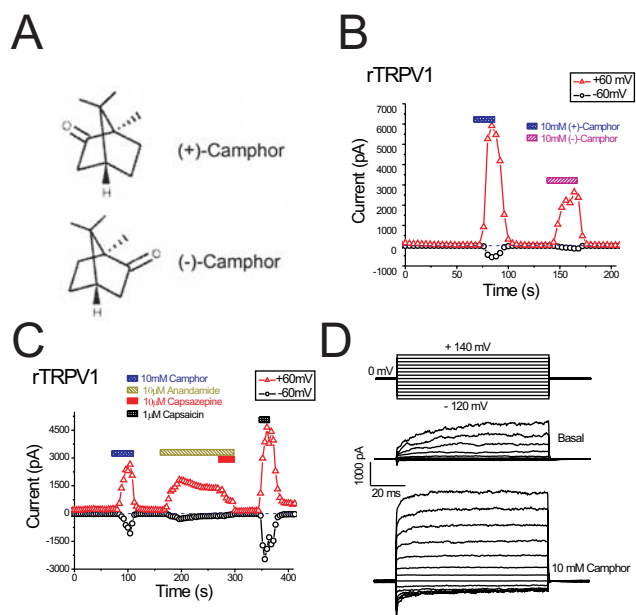 A
O
H
(+)-Camphor
O
H
(-)-Camphor
B
rTRPV1
+60 mV
-60mV
10mM (+)-Camphor
10mM (-)-Camphor
Current (pA)
7000
6000
5000
4000
3000
2000
1000
0
-1000
0 50 100 150 200
Time (s)
C
rTRPV1
10mM Camphor
10μM Anandamide
10μM Capsazepine
1μM Capsaicin
+60mV
-60mV
Current (pA)
4500
3000
1500
0
-1500
-3000
0 100 200 300 400
Time (s)
D
+ 140 mV
0 mV
- 120 mV
Basal
1000 pA
20 ms
10 mM Camphor